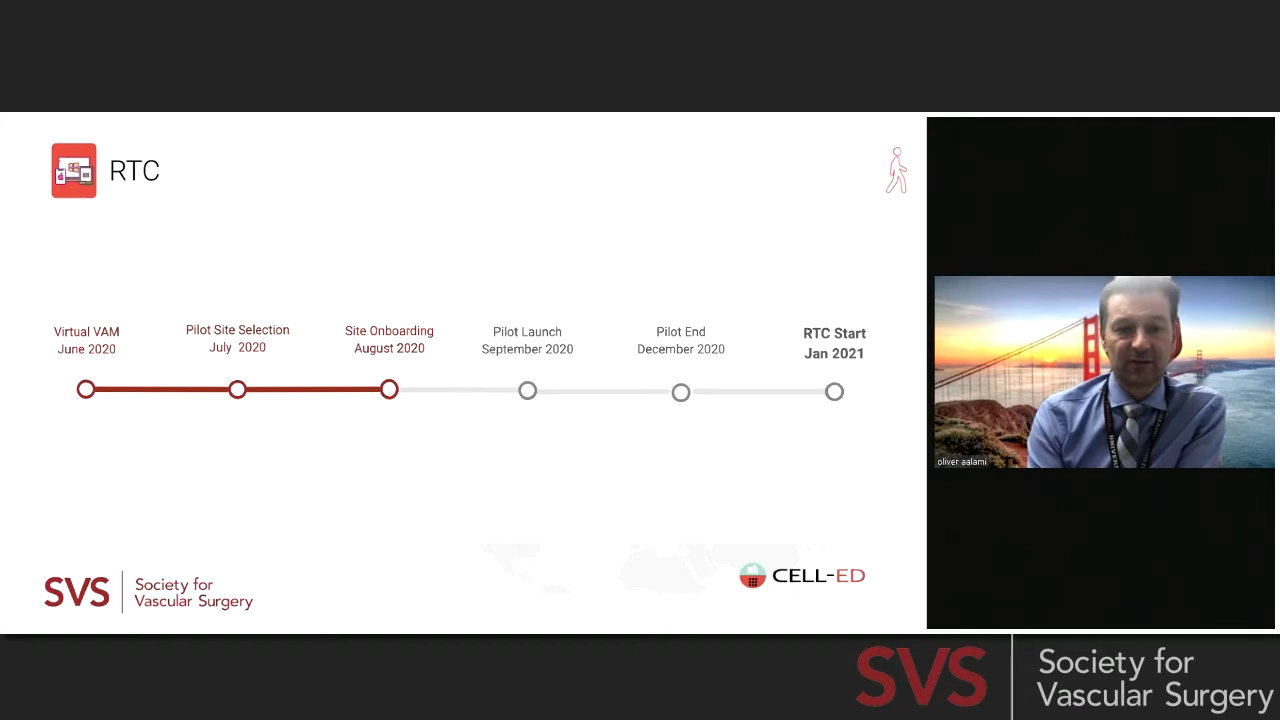 RTC
Virtual VAM
June 2020
Pilot Site Selection
July 2020
Site Onboarding
August 2020
Pilot Launch
September 2020
Pilot End
December 2020
RTC Start
Jan 2021
oliver aalami
SVS
Society for
Vascular Surgery
CELL-ED
SVS
Society for
Vascular Surgery